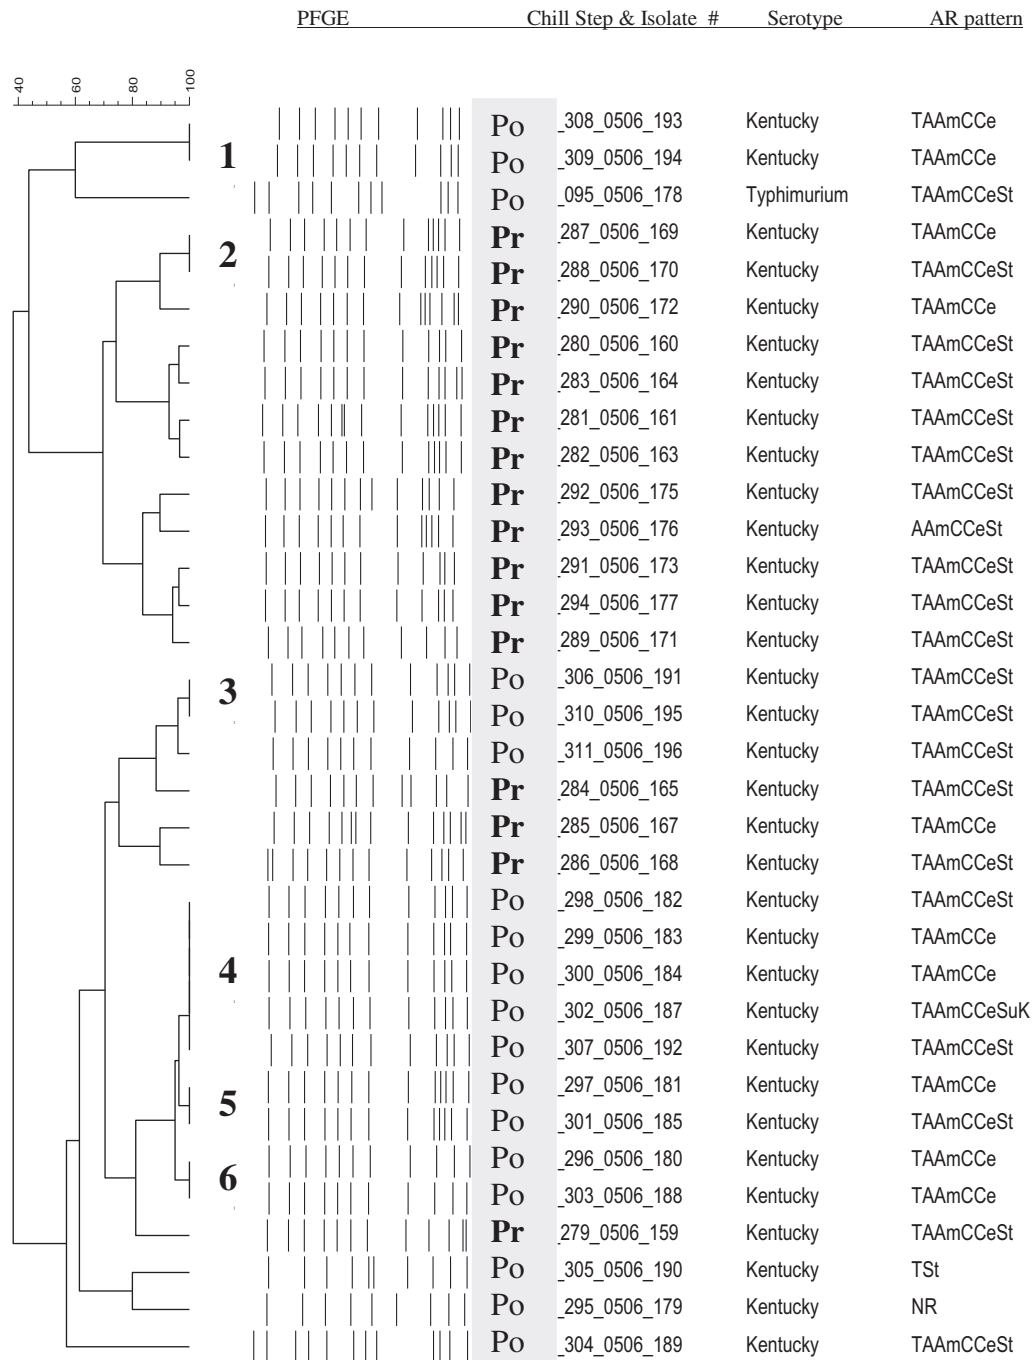 PFGE Chill Step & Isolate # Serotype AR pattern
40 60 80 100
Po _308_0506_193 Kentucky TAAmCCe
1
Po _309_0506_194 Kentucky TAAmCCe
Po _095_0506_178 Typhimurium TAAmCCeSt
Pr _287_0506_169 Kentucky TAAmCCe
2
Pr _288_0506_170 Kentucky TAAmCCeSt
Pr _290_0506_172 Kentucky TAAmCCe
Pr _280_0506_160 Kentucky TAAmCCeSt
Pr _283_0506_164 Kentucky TAAmCCeSt
Pr _281_0506_161 Kentucky TAAmCCeSt
Pr _282_0506_163 Kentucky TAAmCCeSt
Pr _292_0506_175 Kentucky TAAmCCeSt
Pr _293_0506_176 Kentucky AAmCCeSt
Pr _291_0506_173 Kentucky TAAmCCeSt
Pr _294_0506_177 Kentucky TAAmCCeSt
Pr _289_0506_171 Kentucky TAAmCCeSt
Po _306_0506_191 Kentucky TAAmCCeSt
3
Po _310_0506_195 Kentucky TAAmCCeSt
Po _311_0506_196 Kentucky TAAmCCeSt
Pr _284_0506_165 Kentucky TAAmCCeSt
Pr _285_0506_167 Kentucky TAAmCCe
Pr _286_0506_168 Kentucky TAAmCCeSt
Po _298_0506_182 Kentucky TAAmCCeSt
Po _299_0506_183 Kentucky TAAmCCe
4
Po _300_0506_184 Kentucky TAAmCCe
Po _302_0506_187 Kentucky TAAmCCeSuK
Po _307_0506_192 Kentucky TAAmCCeSt
Po _297_0506_181 Kentucky TAAmCCe
5
Po _301_0506_185 Kentucky TAAmCCeSt
Po _296_0506_180 Kentucky TAAmCCe
6
Po _303_0506_188 Kentucky TAAmCCe
Pr _279_0506_159 Kentucky TAAmCCeSt
Po _305_0506_190 Kentucky TSt
Po _295_0506_179 Kentucky NR
Po _304_0506_189 Kentucky TAAmCCeSt